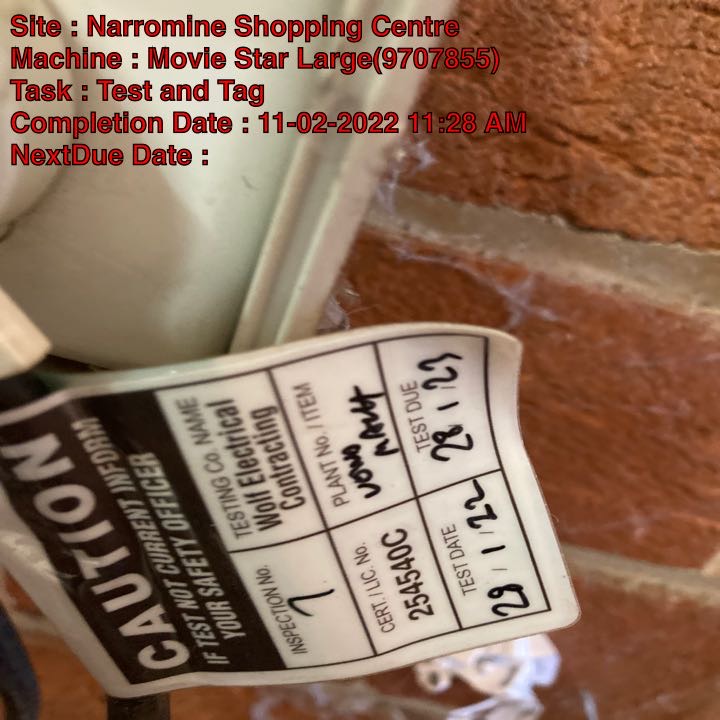 Site : Narromine Shopping Centre
Machine : Movie Star Large(9707855)
Task : Test and Tag
Completion Date : 11-02-2022 11:28 AM
NextDue Date :
CAUTION
IF TEST NOT CURRENT INFORM
YOUR SAFETY OFFICER
INSPECTION No.
1
TESTING Co. NAME
Wolf Electrical
Contracting
CERT. / LIC. No.
254540C
PLANT No. / ITEM
TEST DATE
29 / 1 / 22
TEST DUE
28 / 1 / 23